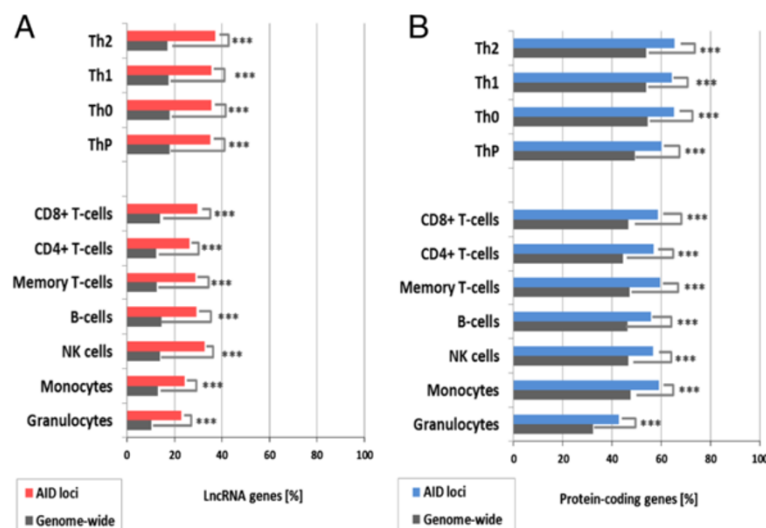 A
Th2 ***
Th1 ***
Th0 ***
ThP ***
CD8+ T-cells ***
CD4+ T-cells ***
Memory T-cells ***
B-cells ***
NK cells ***
Monocytes ***
Granulocytes ***
0 20 40 60 80 100
LncRNA genes [%]
AID loci
Genome-wide
B
Th2 ***
Th1 ***
Th0 ***
ThP ***
CD8+ T-cells ***
CD4+ T-cells ***
Memory T-cells ***
B-cells ***
NK cells ***
Monocytes ***
Granulocytes ***
0 20 40 60 80 100
Protein-coding genes [%]
AID loci
Genome-wide